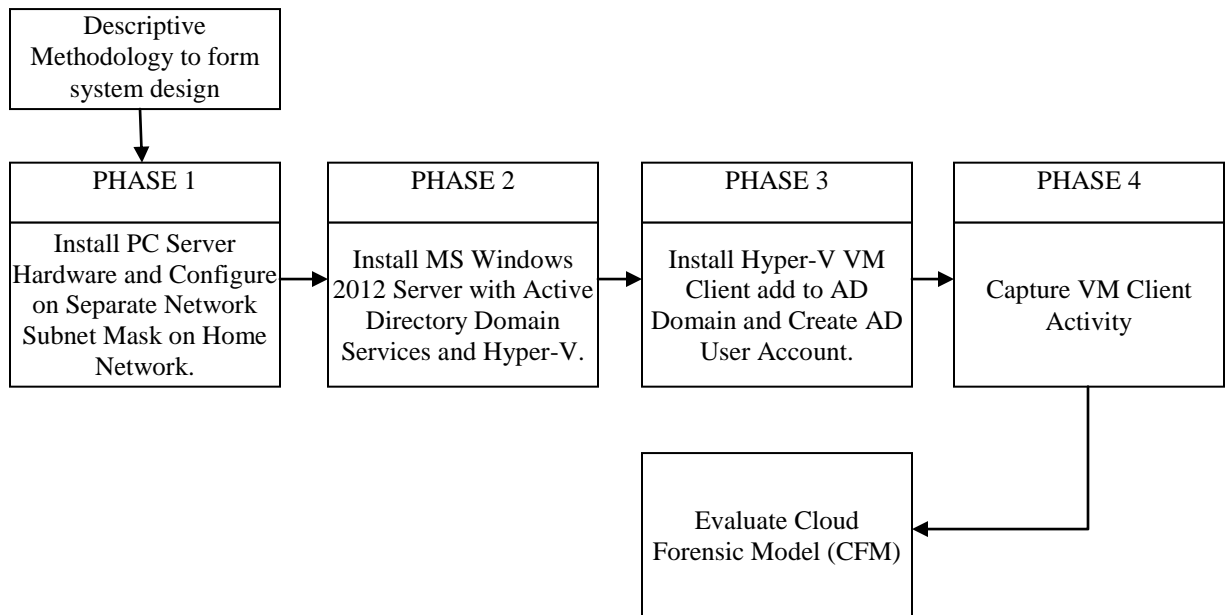 Descriptive
Methodology to form
system design
PHASE 1
Install PC Server
Hardware and Configure
on Separate Network
Subnet Mask on Home
Network.
PHASE 2
Install MS Windows
2012 Server with Active
Directory Domain
Services and Hyper-V.
PHASE 3
Install Hyper-V VM
Client add to AD
Domain and Create AD
User Account.
PHASE 4
Capture VM Client
Activity
Evaluate Cloud
Forensic Model (CFM)